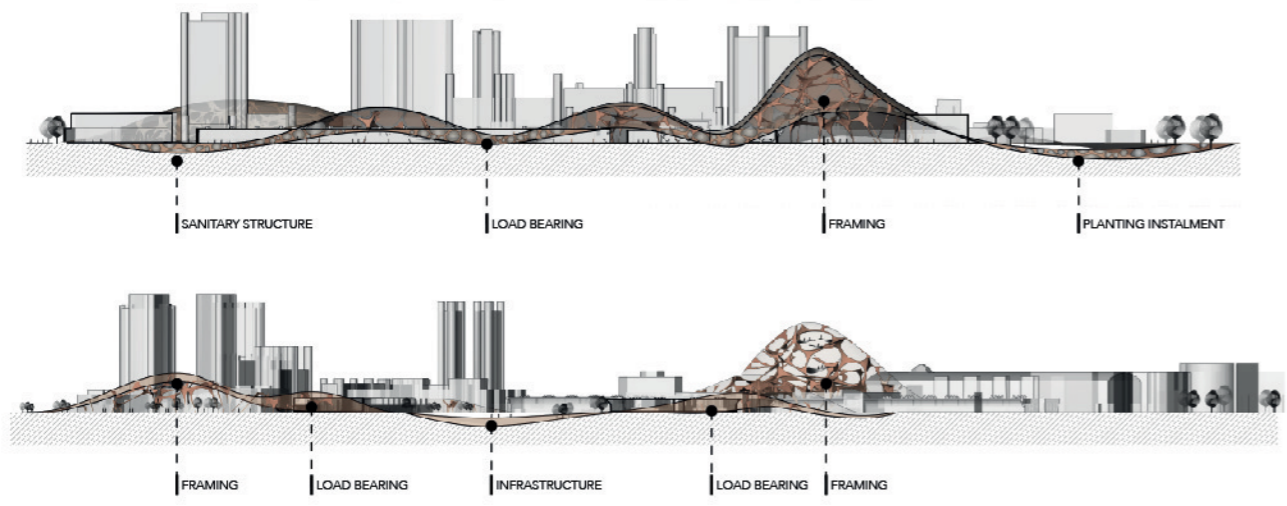 SANITARY STRUCTURE
LOAD BEARING
FRAMING
PLANTING INSTALMENT
FRAMING
LOAD BEARING
INFRASTRUCTURE
LOAD BEARING
FRAMING